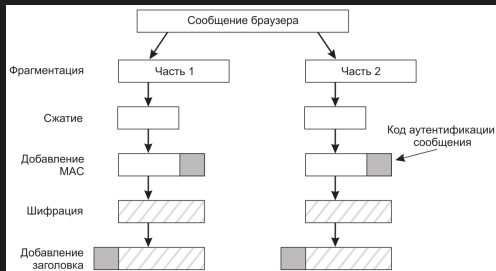 Сообщение браузера
Фрагментация
Часть 1
Часть 2
Сжатие
Код аутентификации
сообщения
Добавление
MAC
Шифрация
Добавление
заголовка